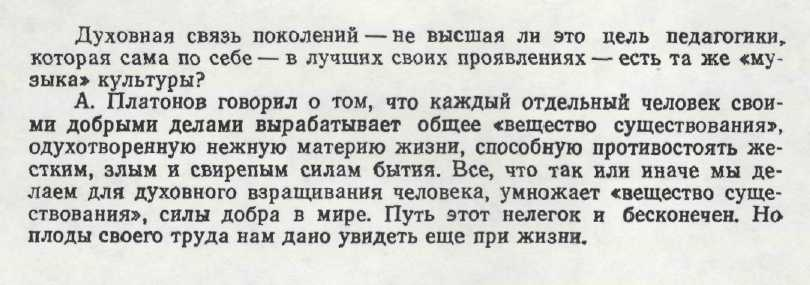 Духовная связь поколений — не высшая ли это цель педагогики,
которая сама по себе — в лучших своих проявлениях — есть та же «му-
зыка» культуры?
А. Платонов говорил о том, что каждый отдельный человек свои-
ми добрыми делами вырабатывает общее «вещество существования»,
одухотворенную нежную материю жизни, способную противостоять же-
стким, злым и свирепым силам бытия. Все, что так или иначе мы де-
лаем для духовного взращивания человека, умножает «вещество суще-
ствования», силы добра в мире. Путь этот нелегок и бесконечен. Но
плоды своего труда нам дано увидеть еще при жизни.